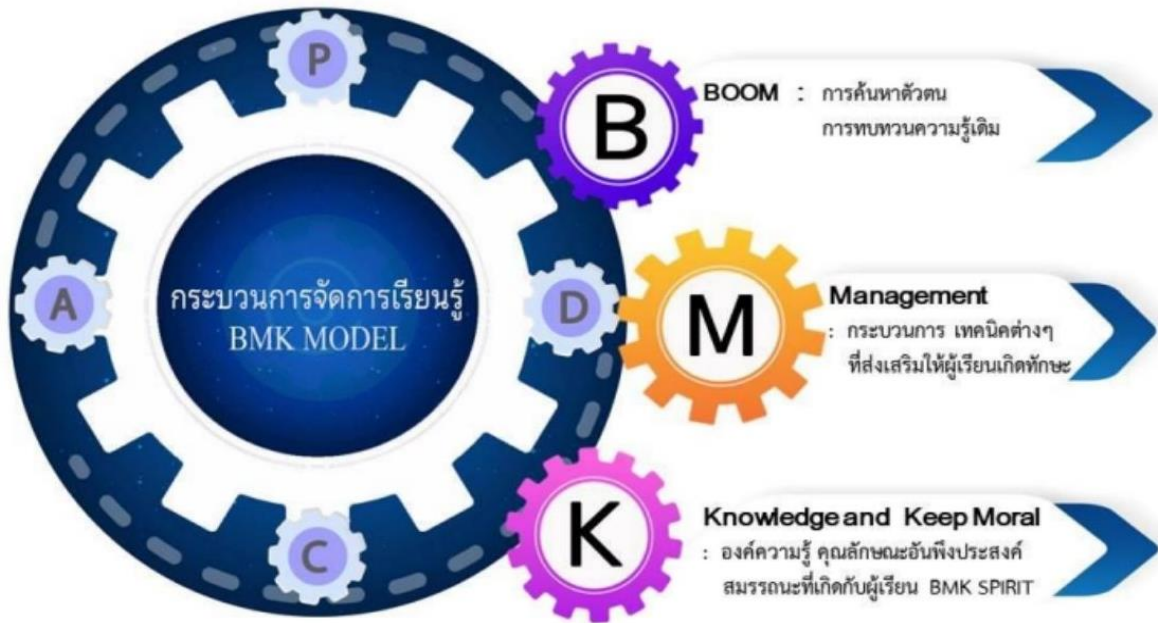 P
A
D
C
กระบวนการจัดการเรียนรู้
BMK MODEL
B
BOOM : การค้นหาตัวตน
การทบทวนความรู้เดิม
M
Management
: กระบวนการ เทคนิคต่างๆ
ที่ส่งเสริมให้ผู้เรียนเกิดทักษะ
K
Knowledge and Keep Moral
: องค์ความรู้ คุณลักษณะอันพึงประสงค์
สมรรถนะที่เกิดกับผู้เรียน BMK SPIRIT